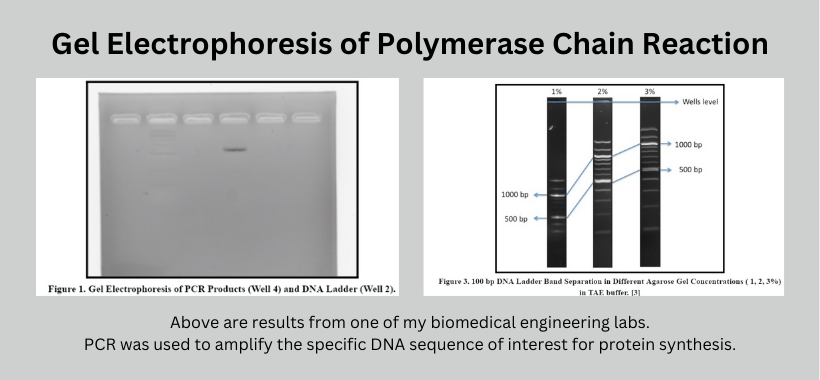 Gel Electrophoresis of Polymerase Chain Reaction
Figure 1. Gel Electrophoresis of PCR Products (Well 4) and DNA Ladder (Well 2).
1% 2% 3%
Wells level
1000 bp
500 bp
1000 bp
500 bp
Figure 3. 100 bp DNA Ladder Band Separation in Different Agarose Gel Concentrations ( 1, 2, 3%)
in TAE buffer. [3]
Above are results from one of my biomedical engineering labs.
PCR was used to amplify the specific DNA sequence of interest for protein synthesis.